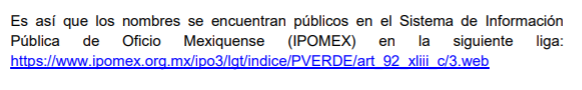 Es así que los nombres se encuentran públicos en el Sistema de Información
Pública de Oficio Mexiquense (IPOMEX) en la siguiente liga:
https://www.ipomex.org.mx/ipo3/lgt/indice/PVERDE/art_92_xliii_c/3.web